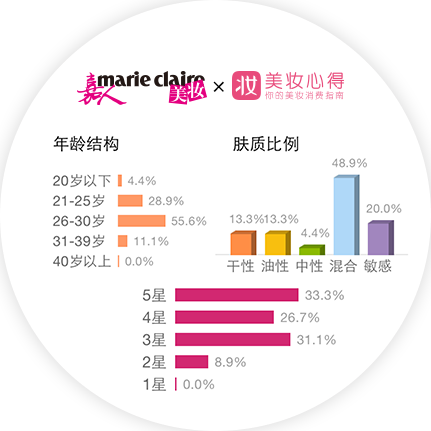 嘉人 marie claire 美妆 × 妆 美妆心得
你的美妆消费指南
年龄结构
20岁以下 4.4%
21-25岁 28.9%
26-30岁 55.6%
31-39岁 11.1%
40岁以上 0.0%
肤质比例
48.9%
20.0%
13.3% 13.3%
4.4%
干性 油性 中性 混合 敏感
5星 33.3%
4星 26.7%
3星 31.1%
2星 8.9%
1星 0.0%